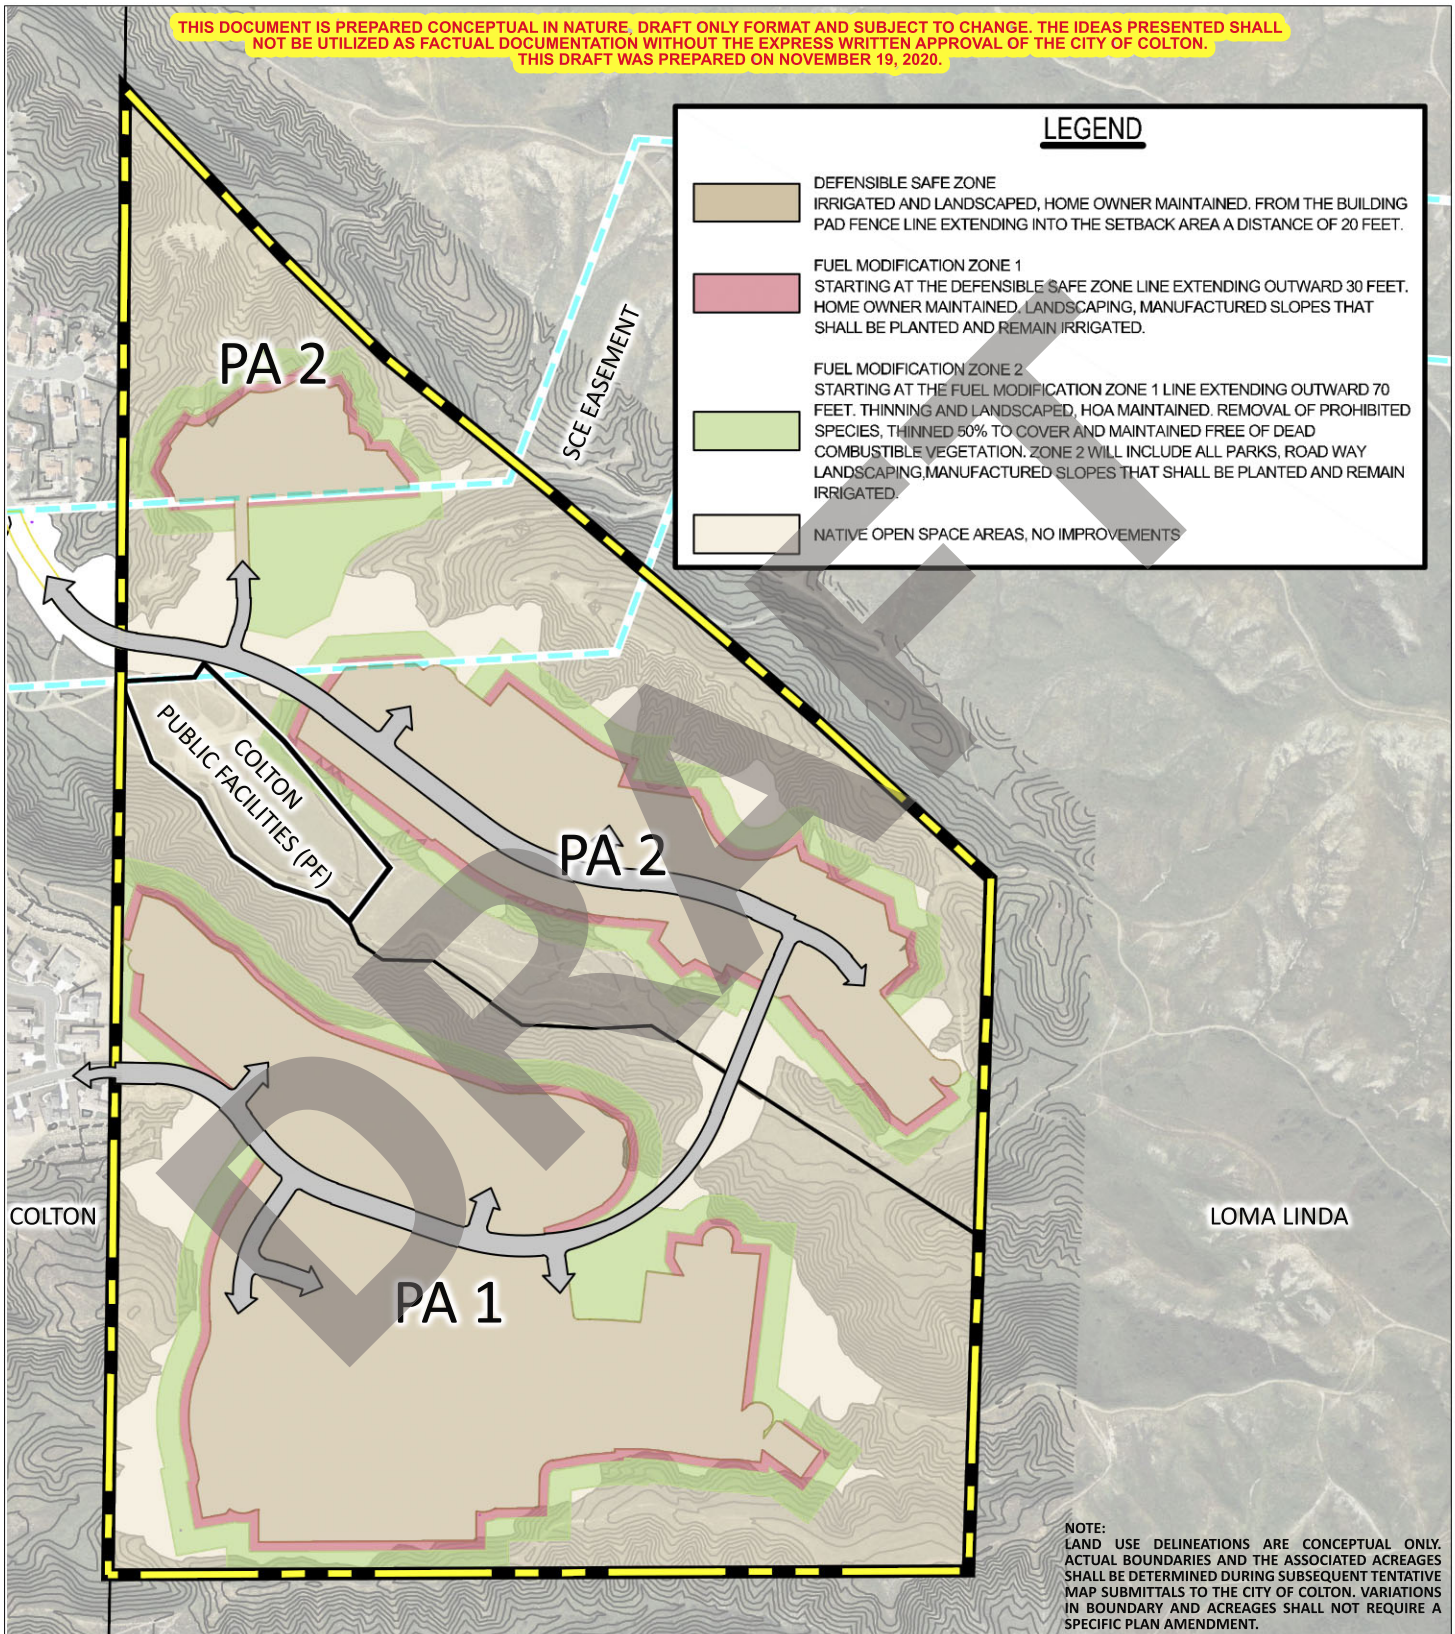 THIS DOCUMENT IS PREPARED CONCEPTUAL IN NATURE, DRAFT ONLY FORMAT AND SUBJECT TO CHANGE. THE IDEAS PRESENTED SHALL
NOT BE UTILIZED AS FACTUAL DOCUMENTATION WITHOUT THE EXPRESS WRITTEN APPROVAL OF THE CITY OF COLTON.
THIS DRAFT WAS PREPARED ON NOVEMBER 19, 2020.
LEGEND
DEFENSIBLE SAFE ZONE
IRRIGATED AND LANDSCAPED, HOME OWNER MAINTAINED. FROM THE BUILDING
PAD FENCE LINE EXTENDING INTO THE SETBACK AREA A DISTANCE OF 20 FEET.
FUEL MODIFICATION ZONE 1
STARTING AT THE DEFENSIBLE SAFE ZONE LINE EXTENDING OUTWARD 30 FEET.
HOME OWNER MAINTAINED, LANDSCAPING, MANUFACTURED SLOPES THAT
SHALL BE PLANTED AND REMAIN IRRIGATED.
FUEL MODIFICATION ZONE 2
STARTING AT THE FUEL MODIFICATION ZONE 1 LINE EXTENDING OUTWARD 70
FEET. THINNING AND LANDSCAPED, HOA MAINTAINED. REMOVAL OF PROHIBITED
SPECIES, THINNED 50% TO COVER AND MAINTAINED FREE OF DEAD
COMBUSTIBLE VEGETATION. ZONE 2 WILL INCLUDE ALL PARKS, ROAD WAY
LANDSCAPING,MANUFACTURED SLOPES THAT SHALL BE PLANTED AND REMAIN
IRRIGATED.
NATIVE OPEN SPACE AREAS, NO IMPROVEMENTS
PA 2
SCE EASEMENT
COLTON
PUBLIC FACILITIES (PF)
PA 2
DRAFT
COLTON
LOMA LINDA
PA 1
NOTE:
LAND USE DELINEATIONS ARE CONCEPTUAL ONLY.
ACTUAL BOUNDARIES AND THE ASSOCIATED ACREAGES
SHALL BE DETERMINED DURING SUBSEQUENT TENTATIVE
MAP SUBMITTALS TO THE CITY OF COLTON. VARIATIONS
IN BOUNDARY AND ACREAGES SHALL NOT REQUIRE A
SPECIFIC PLAN AMENDMENT.